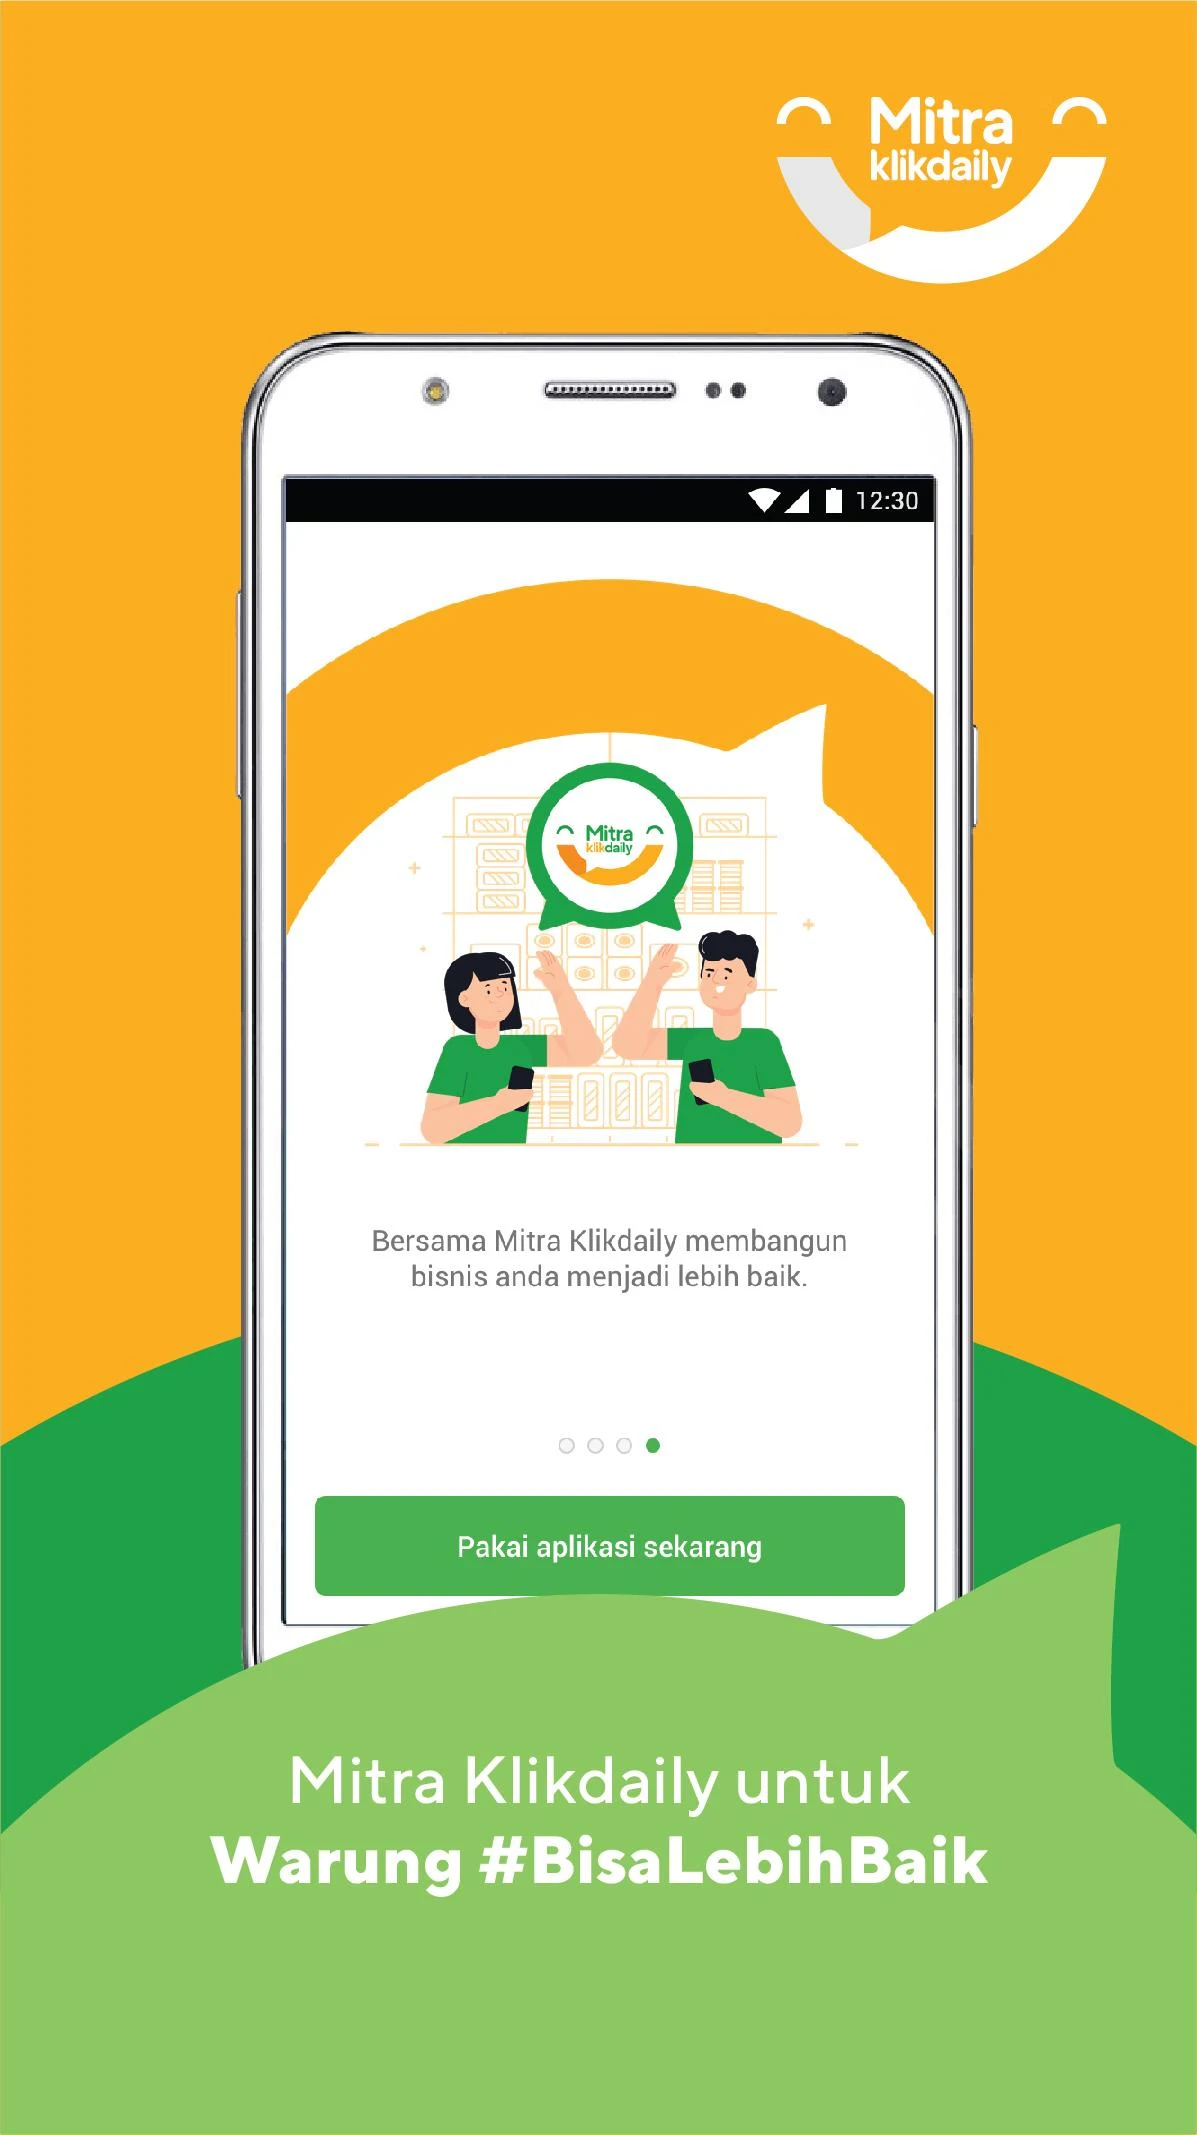 Mitra
klikdaily
12:30
Mitra
klikdaily
Bersama Mitra Klikdaily membangun
bisnis anda menjadi lebih baik.
Pakai aplikasi sekarang
Mitra Klikdaily untuk
Warung #BisaLebihBaik